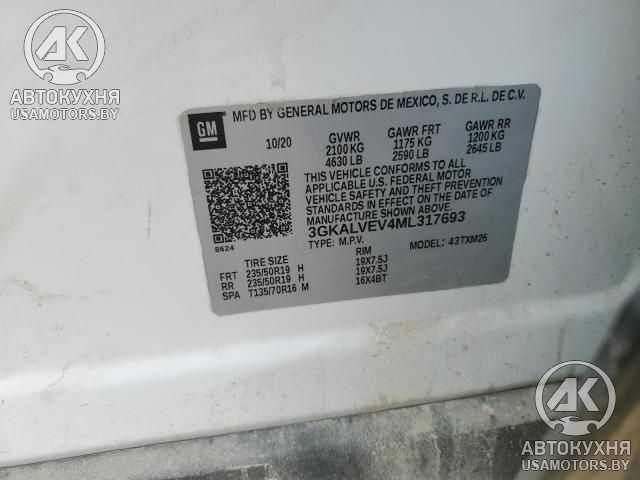 AK
АВТОКУХНЯ
USAMOTORS.BY
GM
MFD BY GENERAL MOTORS DE MEXICO, S. DE R.L. DE C.V.
10/20 GVWR GAWR FRT GAWR RR
2100 KG 1175 KG 1200 KG
4630 LB 2590 LB 2645 LB
THIS VEHICLE CONFORMS TO ALL
APPLICABLE U.S. FEDERAL MOTOR
VEHICLE SAFETY AND THEFT PREVENTION
STANDARDS IN EFFECT ON THE DATE OF
MANUFACTURE SHOWN ABOVE.
3GKALVEV4ML317693
8624 TYPE: M.P.V. MODEL: 43TXM26
TIRE SIZE RIM
FRT 235/50R19 H 19X7.5J
RR 235/50R19 H 19X7.5J
SPA T135/70R16 M 16X4BT
AK
АВТОКУХНЯ
USAMOTORS.BY